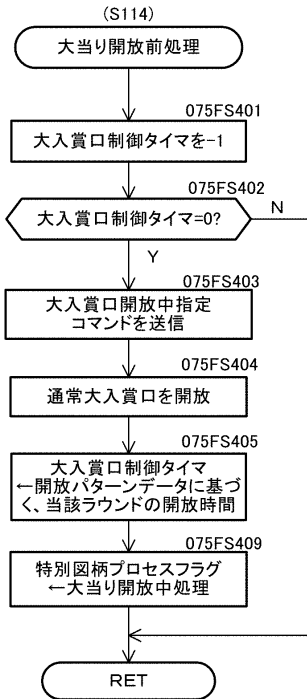 (S114)
大当り開放前処理
075FS401
大入賞口制御タイマを-1
075FS402
大入賞口制御タイマ=0?
N
Y
075FS403
大入賞口開放中指定
コマンドを送信
075FS404
通常大入賞口を開放
075FS405
大入賞口制御タイマ
←開放パターンデータに基づ
く、当該ラウンドの開放時間
075FS409
特別図柄プロセスフラグ
←大当り開放中処理
RET